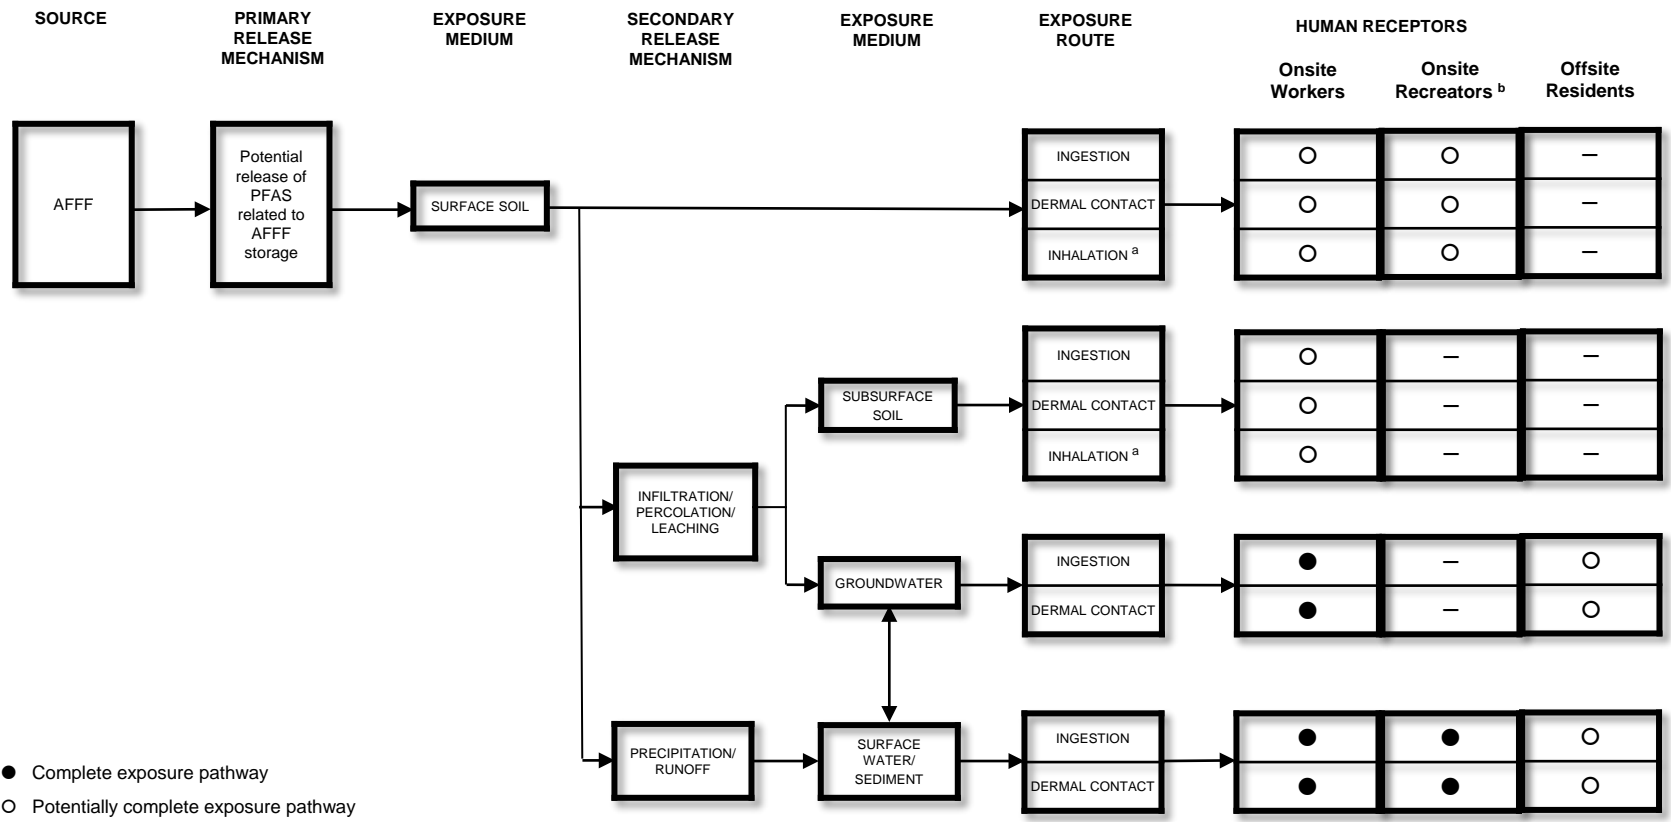 SOURCE
PRIMARY
RELEASE
MECHANISM
EXPOSURE
MEDIUM
SECONDARY
RELEASE
MECHANISM
EXPOSURE
MEDIUM
EXPOSURE
ROUTE
HUMAN RECEPTORS
Onsite
Workers
Onsite
Recreators b
Offsite
Residents
AFFF
Potential
release of
PFAS
related to
AFFF
storage
SURFACE SOIL
INGESTION
DERMAL CONTACT
INHALATION a
SUBSURFACE
SOIL
INGESTION
DERMAL CONTACT
INHALATION a
INFILTRATION/
PERCOLATION/
LEACHING
GROUNDWATER
INGESTION
DERMAL CONTACT
PRECIPITATION/
RUNOFF
SURFACE
WATER/
SEDIMENT
INGESTION
DERMAL CONTACT
Complete exposure pathway
Potentially complete exposure pathway